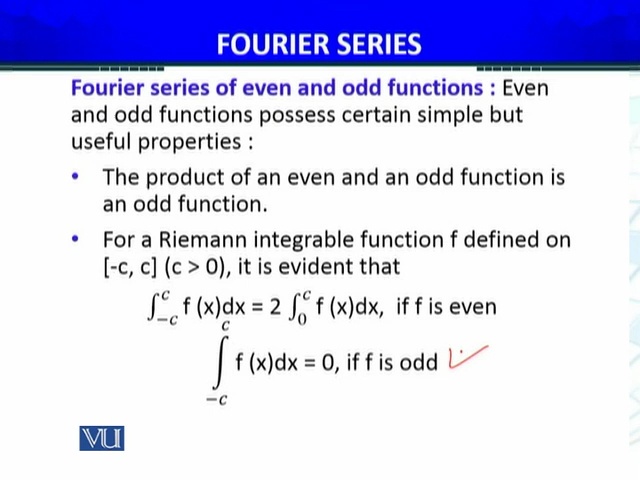 FOURIER SERIES
Fourier series of even and odd functions : Even
and odd functions possess certain simple but
useful properties :
• The product of an even and an odd function is
an odd function.
• For a Riemann integrable function f defined on
[-c, c] (c > 0), it is evident that
∫_{−c}^{c} f (x)dx = 2 ∫_{0}^{c} f (x)dx, if f is even
∫_{−c}^{c} f (x)dx = 0, if f is odd
VU